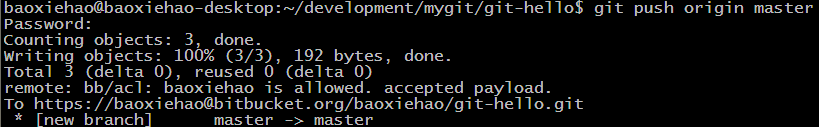 baoxiehao@baoxiehao-desktop:~/development/mygit/git-hello$ git push origin master
Password:
Counting objects: 3, done.
Writing objects: 100% (3/3), 192 bytes, done.
Total 3 (delta 0), reused 0 (delta 0)
remote: bb/acl: baoxiehao is allowed. accepted payload.
To https://baoxiehao@bitbucket.org/baoxiehao/git-hello.git
 * [new branch]      master -> master